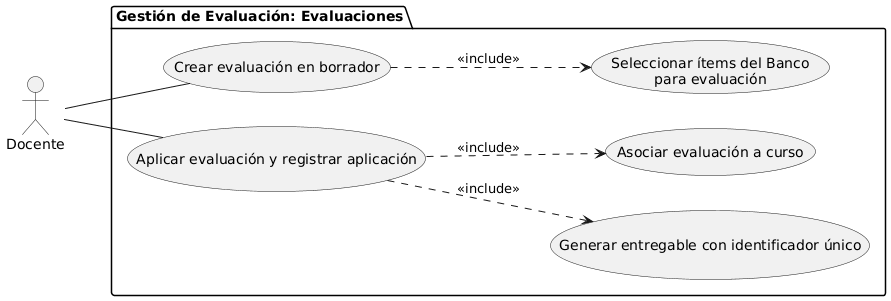 Gestión de Evaluación: Evaluaciones
Docente
Crear evaluación en borrador
«include»
Seleccionar ítems del Banco
para evaluación
Aplicar evaluación y registrar aplicación
«include»
Asociar evaluación a curso
«include»
Generar entregable con identificador único